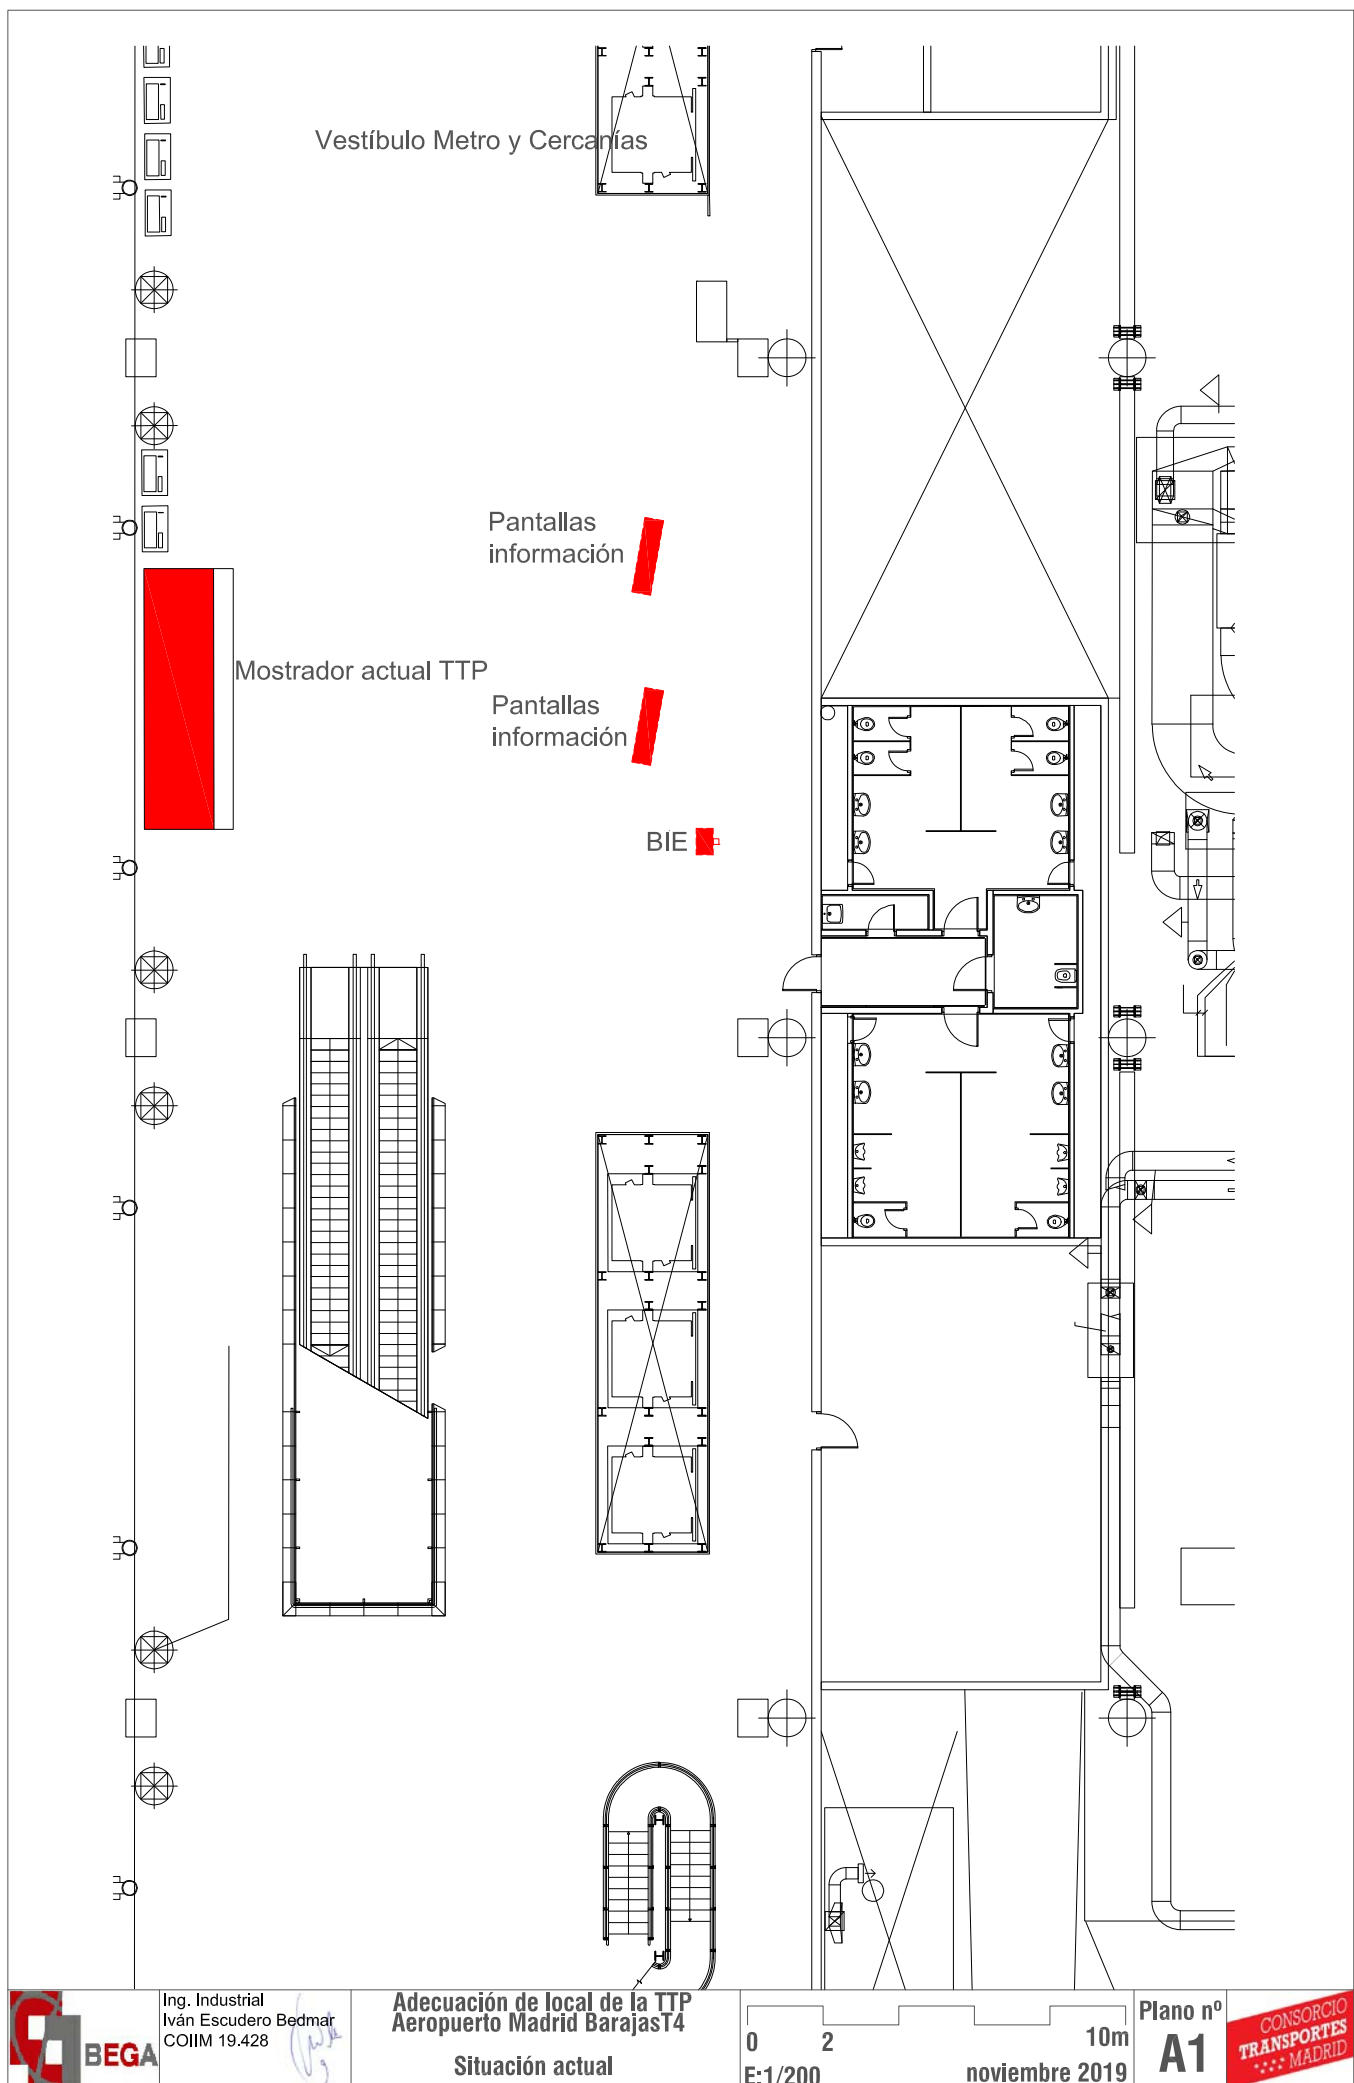 Vestíbulo Metro y Cercanías
Pantallas
información
Mostrador actual TTP
Pantallas
información
BIE
BEGA
Ing. Industrial
Iván Escudero Bedmar
COIIM 19.428
Adecuación de local de la TTP
Aeropuerto Madrid BarajasT4
Situación actual
0 2 10m
E:1/200 noviembre 2019
Plano nº
A1
CONSORCIO
TRANSPORTES
MADRID